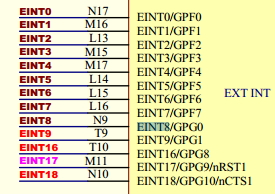 EINT0 N17 EINT0/GPF0
EINT1 M16 EINT1/GPF1
EINT2 L13 EINT2/GPF2
EINT3 M15 EINT3/GPF3
EINT4 M17 EINT4/GPF4
EINT5 L14 EINT5/GPF5
EINT6 L15 EINT6/GPF6
EINT7 L16 EINT7/GPF7
EINT8 N9 EINT8/GPG0
EINT9 T9 EINT9/GPG1
EINT16 T10 EINT16/GPG8
EINT17 M11 EINT17/GPG9/nRST1
EINT18 N10 EINT18/GPG10/nCTS1
EXT INT